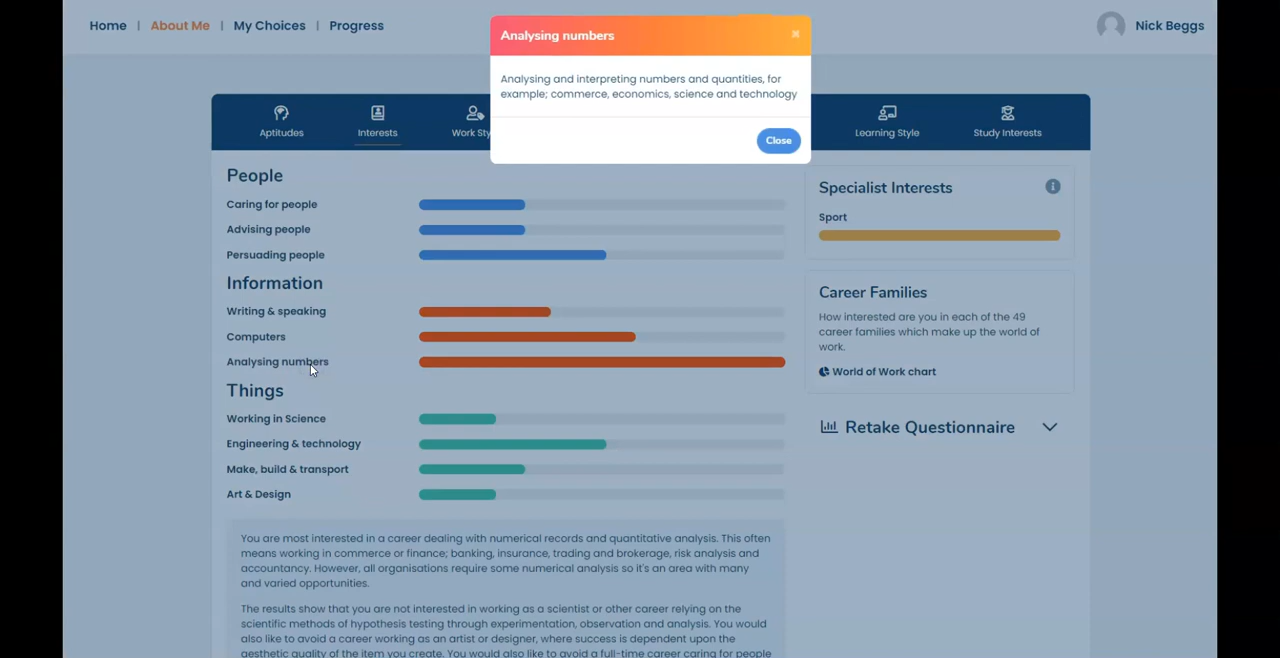 Home | About Me | My Choices | Progress
Nick Beggs
Analysing numbers ×
Analysing and interpreting numbers and quantities, for
example; commerce, economics, science and technology
Close
Aptitudes Interests Work Sty Learning Style Study Interests
People
Caring for people
Advising people
Persuading people
Information
Writing & speaking
Computers
Analysing numbers
Things
Working in Science
Engineering & technology
Make, build & transport
Art & Design
You are most interested in a career dealing with numerical records and quantitative analysis. This often
means working in commerce or finance; banking, insurance, trading and brokerage, risk analysis and
accountancy. However, all organisations require some numerical analysis so it's an area with many
and varied opportunities.
The results show that you are not interested in working as a scientist or other career relying on the
scientific methods of hypothesis testing through experimentation, observation and analysis. You would
also like to avoid a career working as an artist or designer, where success is dependent upon the
aesthetic quality of the item you create. You would also like to avoid a full-time career caring for people
Specialist Interests
Sport
Career Families
How interested are you in each of the 49
career families which make up the world of
work.
World of Work chart
Retake Questionnaire